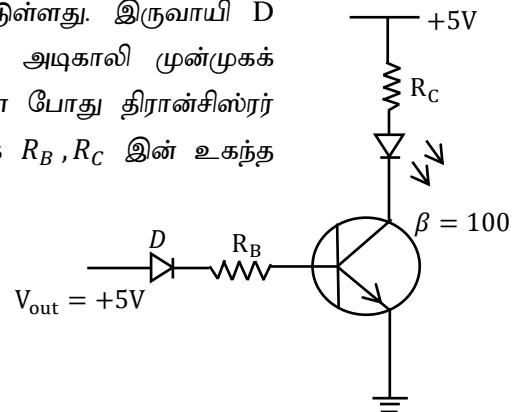 டுள்ளது. இருவாயி D
அடிகாலி முன்முகக்
போது திரான்சிஸ்ரர்
R_B , R_C இன் உகந்த
+5V
R_C
β = 100
D
R_B
V_out = +5V